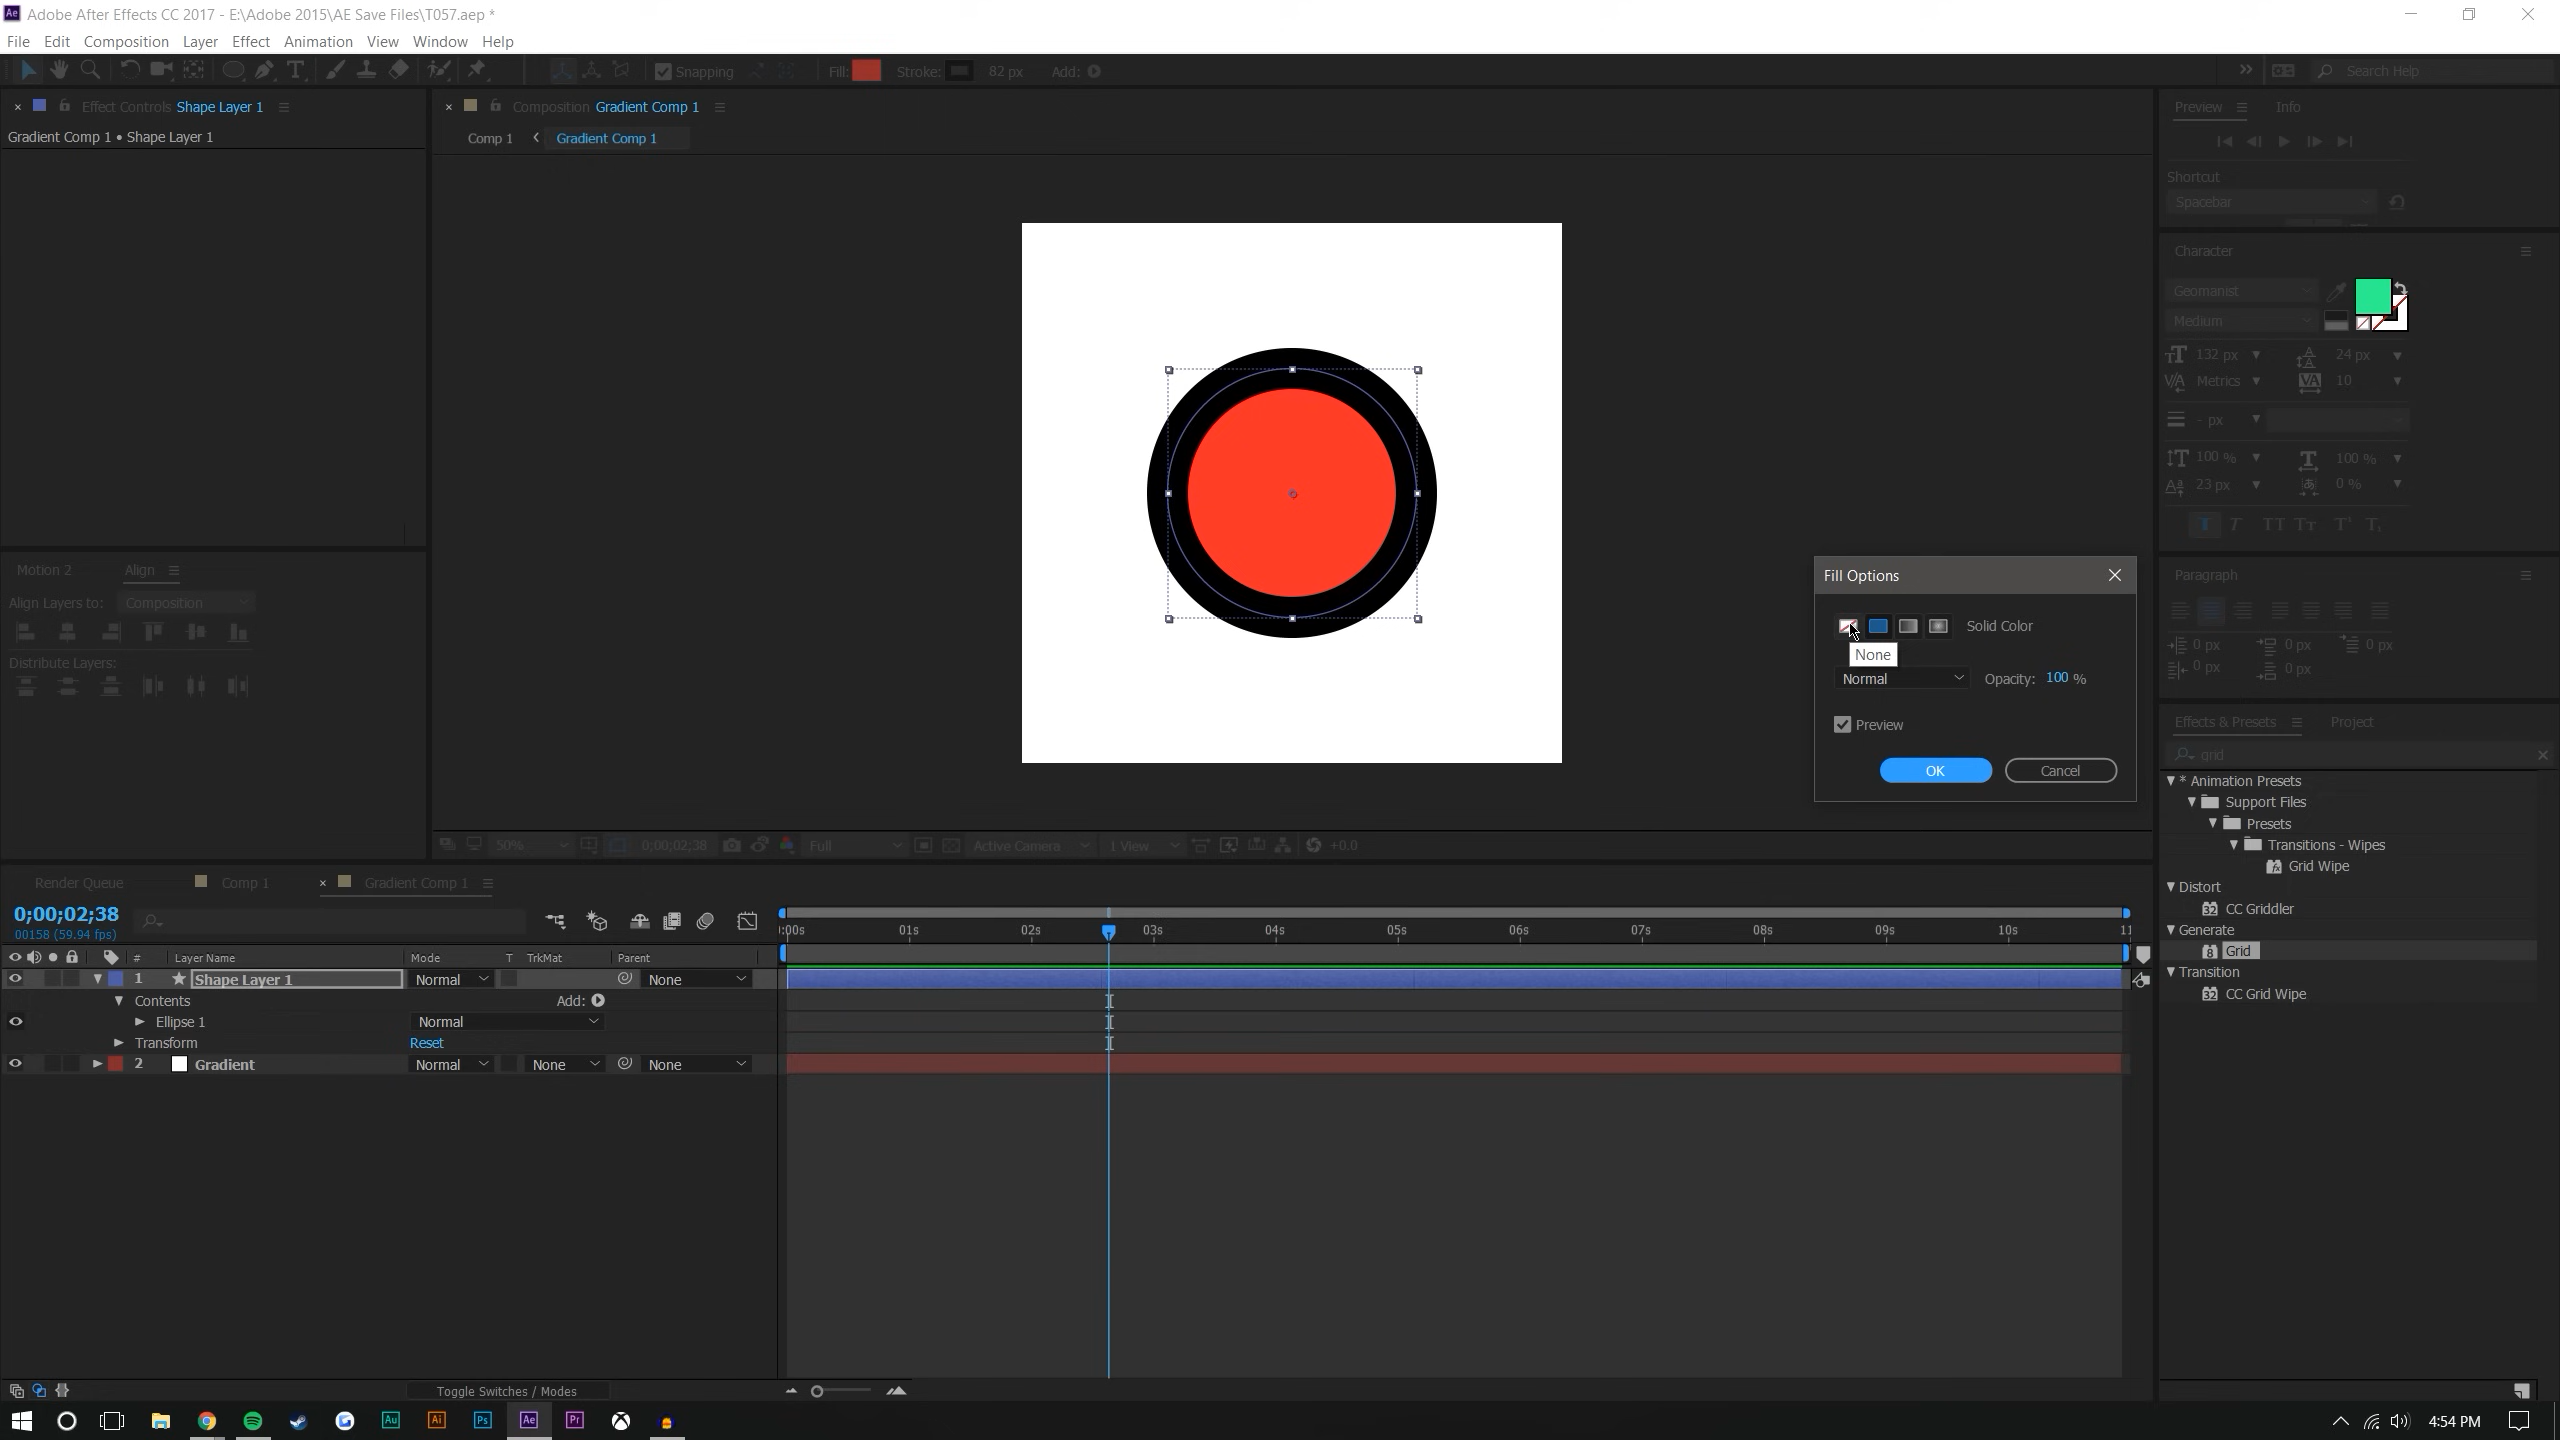 Adobe After Effects CC 2017 - E:\Adobe 2015\AE Save Files\T057.aep *
File Edit Composition Layer Effect Animation View Window Help
Snapping Fill: Stroke: 82 px Add: Search Help
Effect Controls Shape Layer 1
Gradient Comp 1 • Shape Layer 1
Composition Gradient Comp 1
Comp 1 Gradient Comp 1
Preview Info
Shortcut
Spacebar
Character
Geomanist
Medium
132 px 24 px
Metrics 10
- px
100 % 100 %
23 px 0 %
Motion 2 Align
Align Layers to: Composition
Distribute Layers:
Fill Options
Solid Color
None
Normal Opacity: 100 %
Preview
OK Cancel
Paragraph
0 px 0 px 0 px
0 px 0 px
Effects & Presets Project
grid
* Animation Presets
Support Files
Presets
Transitions - Wipes
Grid Wipe
Distort
CC Griddler
Generate
Grid
Transition
CC Grid Wipe
50% 0;00;02;38 Full Active Camera 1 View +0.0
Render Queue Comp 1 Gradient Comp 1
0;00;02;38
00158 (59.94 fps)
:00s 01s 02s 03s 04s 05s 06s 07s 08s 09s 10s 11
# Layer Name Mode T TrkMat Parent
1 Shape Layer 1 Normal None
Contents Add:
Ellipse 1 Normal
Transform Reset
2 Gradient Normal None None
Toggle Switches / Modes
Au Ai Ps Ae Pr
4:54 PM